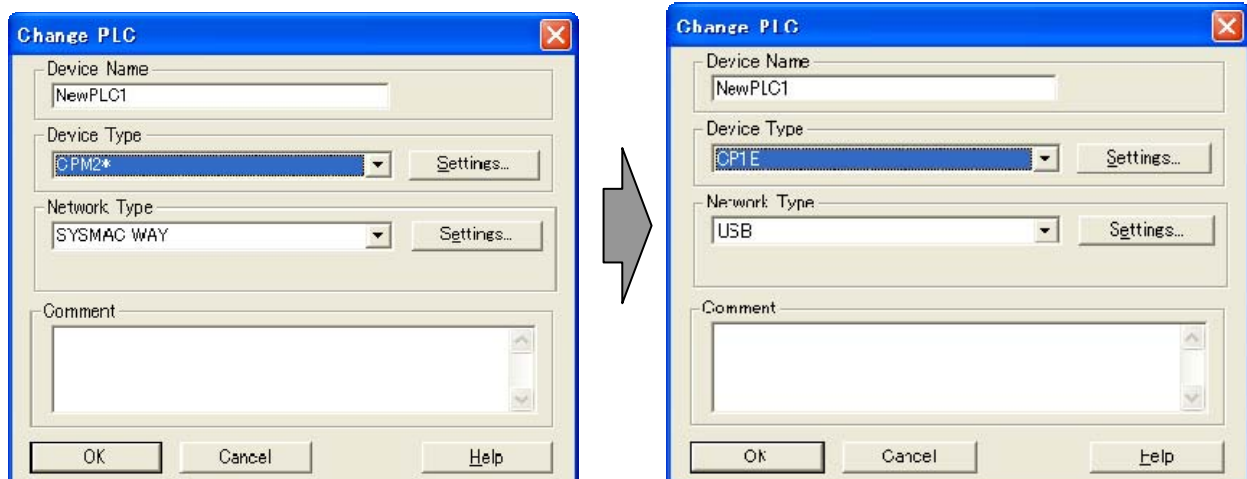 Change PLC
Device Name
NewPLC1
Device Type
CPM2*
Settings...
Network Type
SYSMAC WAY
Settings...
Comment
OK
Cancel
Help
Change PLC
Device Name
NewPLC1
Device Type
CP1E
Settings...
Network Type
USB
Settings...
Comment
OK
Cancel
Help